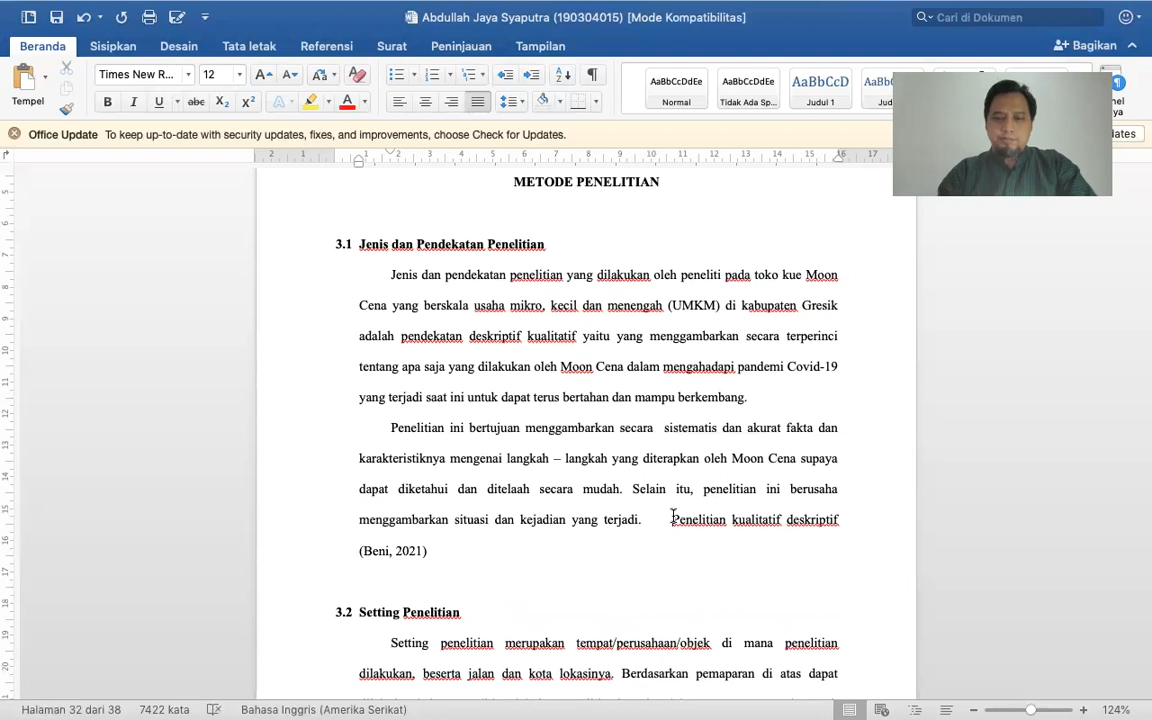 Abdullah Jaya Syaputra (190304015) [Mode Kompatibilitas]
Cari di Dokumen
Beranda Sisipkan Desain Tata letak Referensi Surat Peninjauan Tampilan
Bagikan
Times New R... 12
Tempel
AaBbCcDdEe AaBbCcDdEe AaBbCcD
Normal Tidak Ada Sp... Judul 1
Office Update To keep up-to-date with security updates, fixes, and improvements, choose Check for Updates.
METODE PENELITIAN
3.1 Jenis dan Pendekatan Penelitian
Jenis dan pendekatan penelitian yang dilakukan oleh peneliti pada toko kue Moon
Cena yang berskala usaha mikro, kecil dan menengah (UMKM) di kabupaten Gresik
adalah pendekatan deskriptif kualitatif yaitu yang menggambarkan secara terperinci
tentang apa saja yang dilakukan oleh Moon Cena dalam mengahadapi pandemi Covid-19
yang terjadi saat ini untuk dapat terus bertahan dan mampu berkembang.
Penelitian ini bertujuan menggambarkan secara sistematis dan akurat fakta dan
karakteristiknya mengenai langkah – langkah yang diterapkan oleh Moon Cena supaya
dapat diketahui dan ditelaah secara mudah. Selain itu, penelitian ini berusaha
menggambarkan situasi dan kejadian yang terjadi. Penelitian kualitatif deskriptif
(Beni, 2021)
3.2 Setting Penelitian
Setting penelitian merupakan tempat/perusahaan/objek di mana penelitian
dilakukan, beserta jalan dan kota lokasinya. Berdasarkan pemaparan di atas dapat
Halaman 32 dari 38 7422 kata Bahasa Inggris (Amerika Serikat) 124%